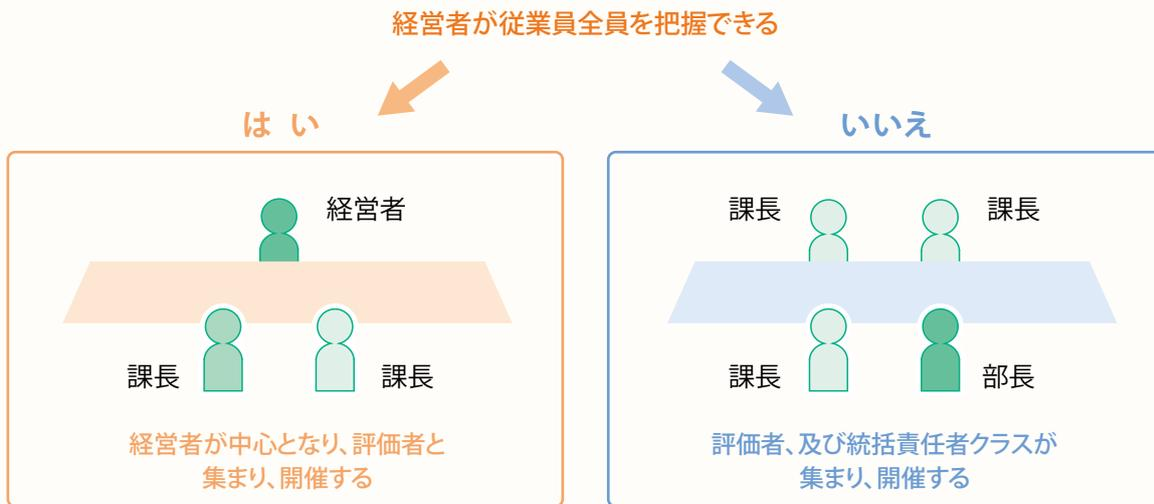 経営者が従業員全員を把握できる
はい
経営者
課長
課長
経営者が中心となり、評価者と
集まり、開催する
いいえ
課長
課長
課長
部長
評価者、及び統括責任者クラスが
集まり、開催する